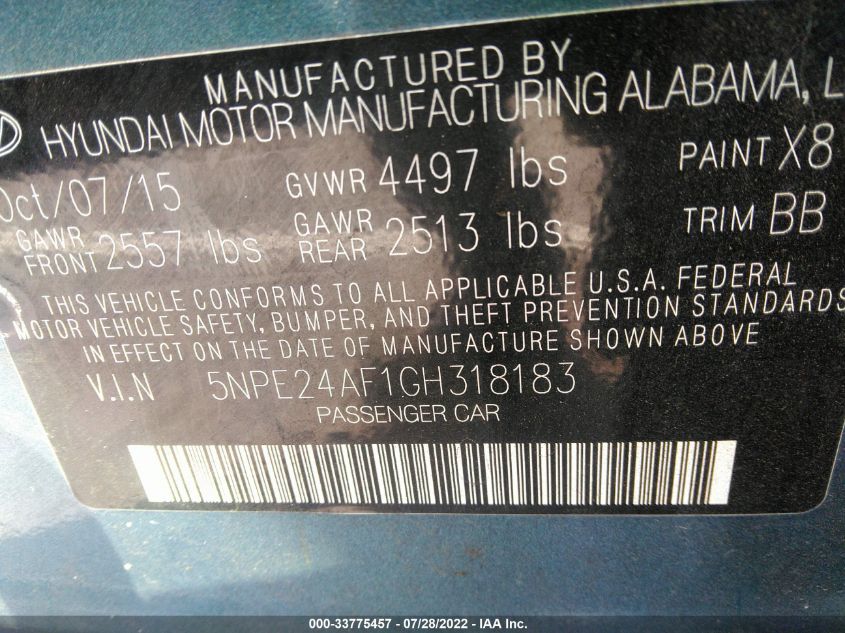 MANUFACTURED BY
HYUNDAI MOTOR MANUFACTURING ALABAMA, L
Oct/07/15 GVWR 4497 lbs PAINT X8
GAWR FRONT 2557 lbs GAWR REAR 2513 lbs TRIM BB
THIS VEHICLE CONFORMS TO ALL APPLICABLE U.S.A. FEDERAL
MOTOR VEHICLE SAFETY, BUMPER, AND THEFT PREVENTION STANDARDS
IN EFFECT ON THE DATE OF MANUFACTURE SHOWN ABOVE
V.I.N 5NPE24AF1GH318183
PASSENGER CAR
000-33775457 - 07/28/2022 - IAA Inc.